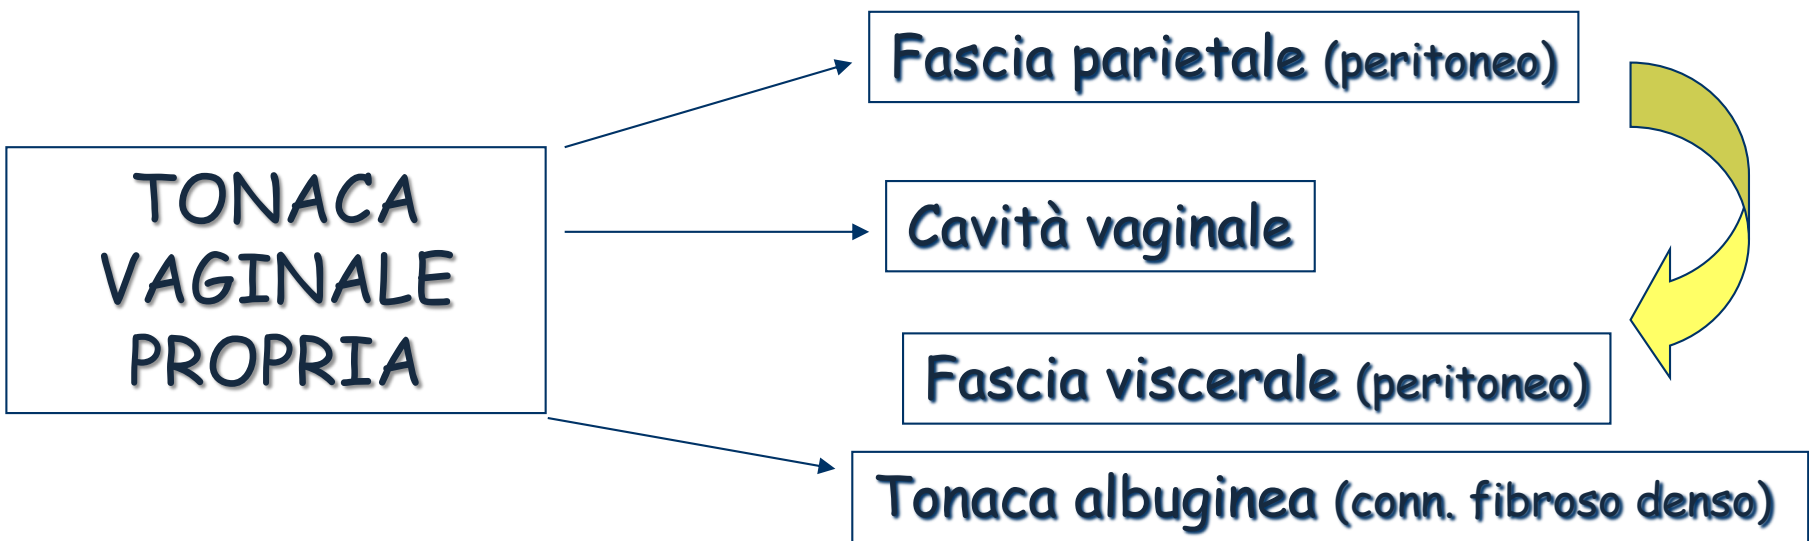 TONACA
VAGINALE
PROPRIA
Fascia parietale (peritoneo)
Cavità vaginale
Fascia viscerale (peritoneo)
Tonaca albuginea (conn. fibroso denso)